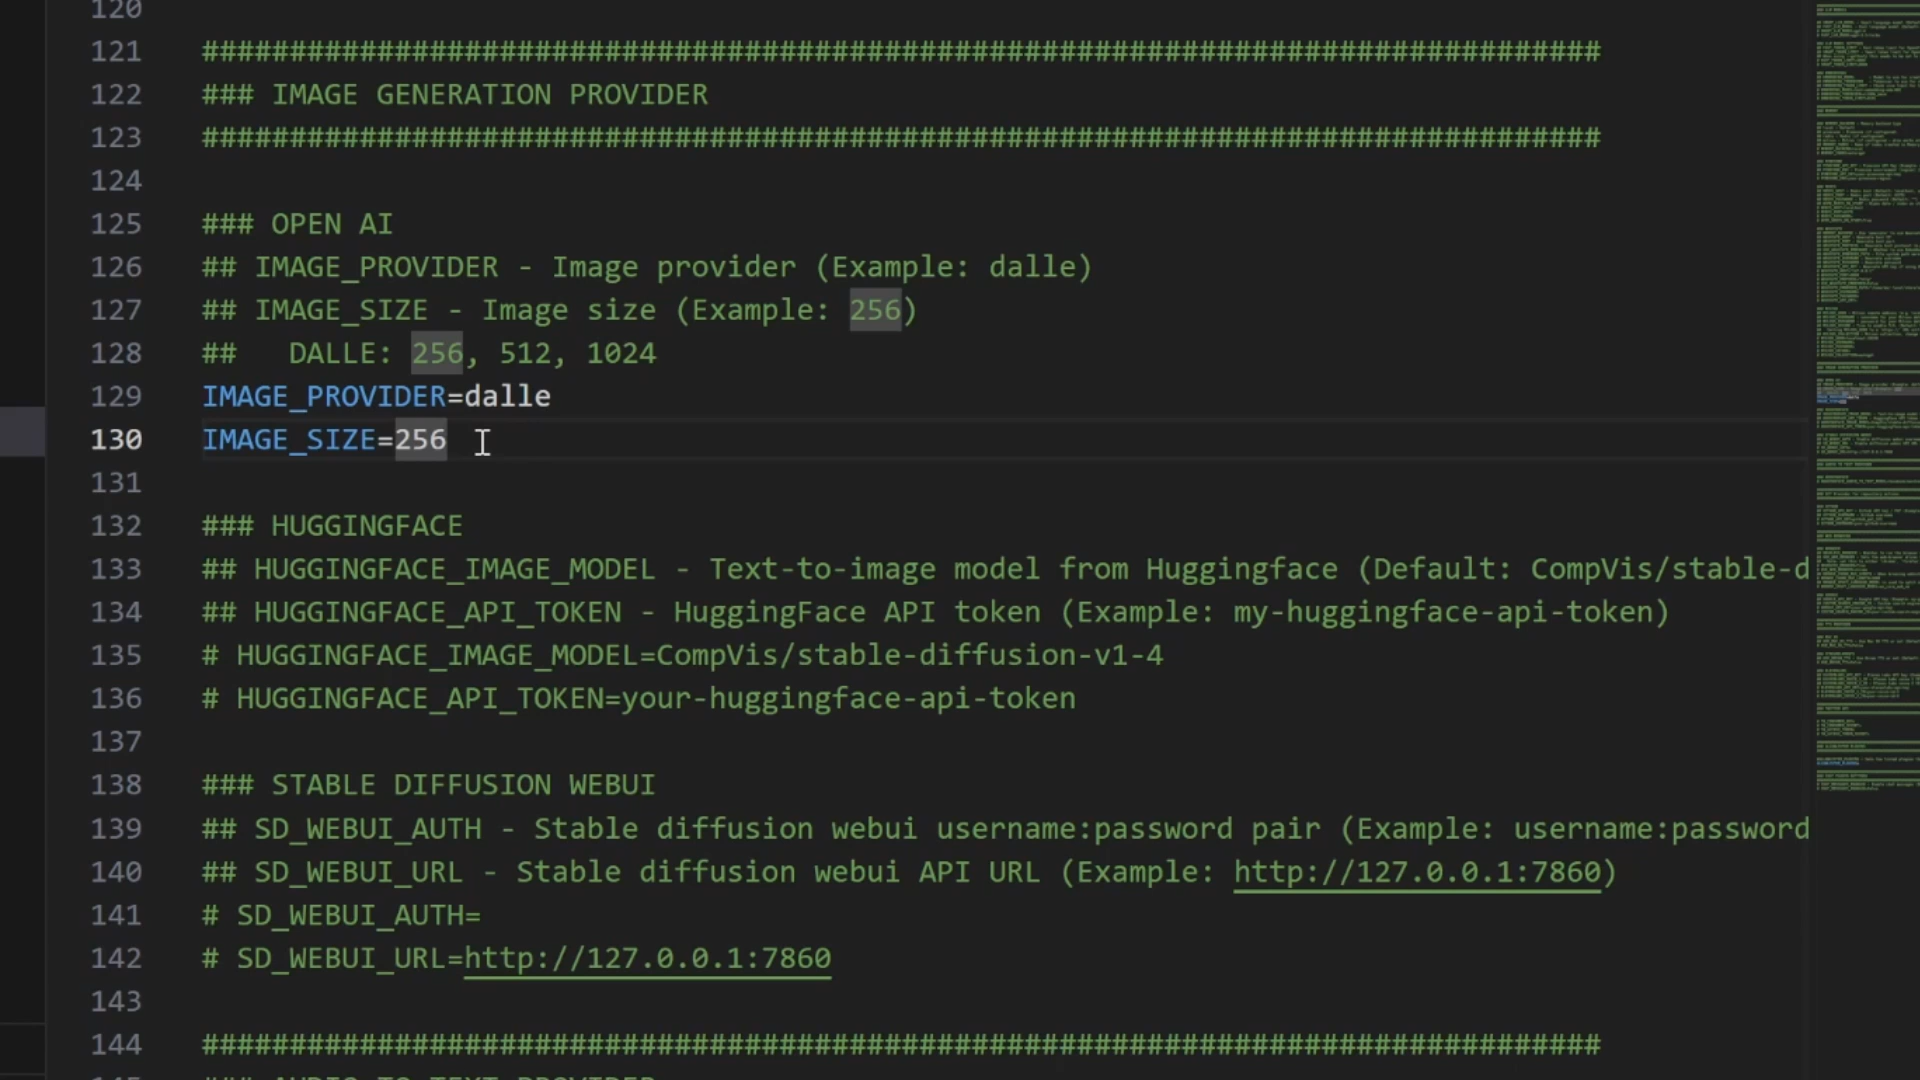 120
121 ################################################################################
122 ### IMAGE GENERATION PROVIDER
123 ################################################################################
124
125 ### OPEN AI
126 ## IMAGE_PROVIDER - Image provider (Example: dalle)
127 ## IMAGE_SIZE - Image size (Example: 256)
128 ##   DALLE: 256, 512, 1024
129 IMAGE_PROVIDER=dalle
130 IMAGE_SIZE=256
131
132 ### HUGGINGFACE
133 ## HUGGINGFACE_IMAGE_MODEL - Text-to-image model from Huggingface (Default: CompVis/stable-d
134 ## HUGGINGFACE_API_TOKEN - HuggingFace API token (Example: my-huggingface-api-token)
135 # HUGGINGFACE_IMAGE_MODEL=CompVis/stable-diffusion-v1-4
136 # HUGGINGFACE_API_TOKEN=your-huggingface-api-token
137
138 ### STABLE DIFFUSION WEBUI
139 ## SD_WEBUI_AUTH - Stable diffusion webui username:password pair (Example: username:password
140 ## SD_WEBUI_URL - Stable diffusion webui API URL (Example: http://127.0.0.1:7860)
141 # SD_WEBUI_AUTH=
142 # SD_WEBUI_URL=http://127.0.0.1:7860
143
144 ################################################################################
145 ### AUDIO TO TEXT PROVIDER